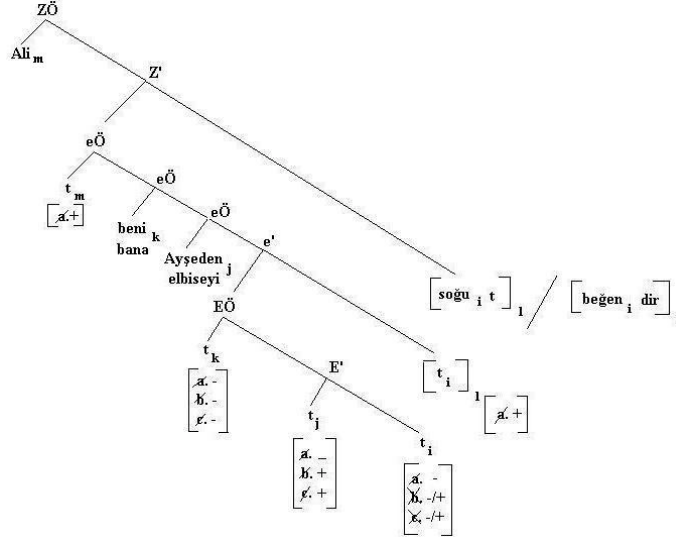 ZÖ
Ali m
Z'
eÖ
t m
[a.+]
eÖ
beni
bana k
eÖ
Ayşeden
elbiseyi j
e'
[soğu i t] l / [beğen i dir]
EÖ
t k
a. -
b. -
c. -
E'
[t i] l
[a. +]
t j
a. _
b. +
c. +
t i
a. -
b. -/+
c. -/+